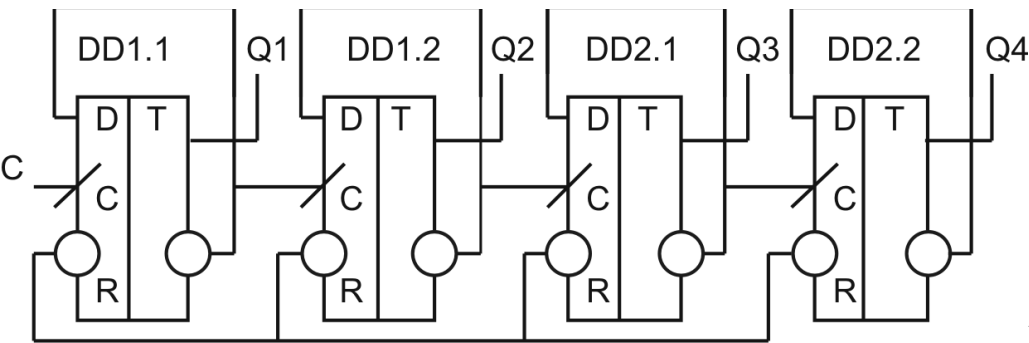 DD1.1 Q1 DD1.2 Q2 DD2.1 Q3 DD2.2 Q4
D T D T D T D T
C
C C C C
R R R R